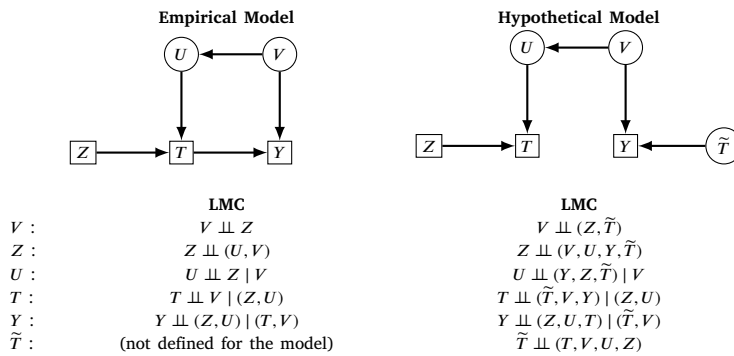 Empirical Model Hypothetical Model
U V U V
Z T Y Z T Y T̃
LMC LMC
V : V ⫫ Z V ⫫ (Z, T̃)
Z : Z ⫫ (U, V) Z ⫫ (V, U, Y, T̃)
U : U ⫫ Z | V U ⫫ (Y, Z, T̃) | V
T : T ⫫ V | (Z, U) T ⫫ (T̃, V, Y) | (Z, U)
Y : Y ⫫ (Z, U) | (T, V) Y ⫫ (Z, U, T) | (T̃, V)
T̃ : (not defined for the model) T̃ ⫫ (T, V, U, Z)